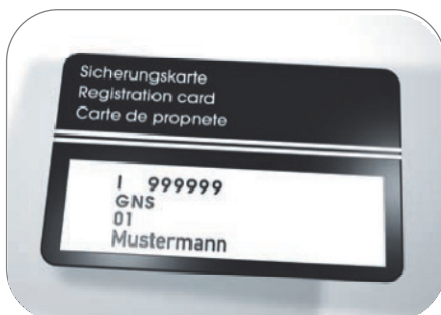 Sicherungskarte
Registration card
Carte de propnete
I 999999
GNS
01
Mustermann